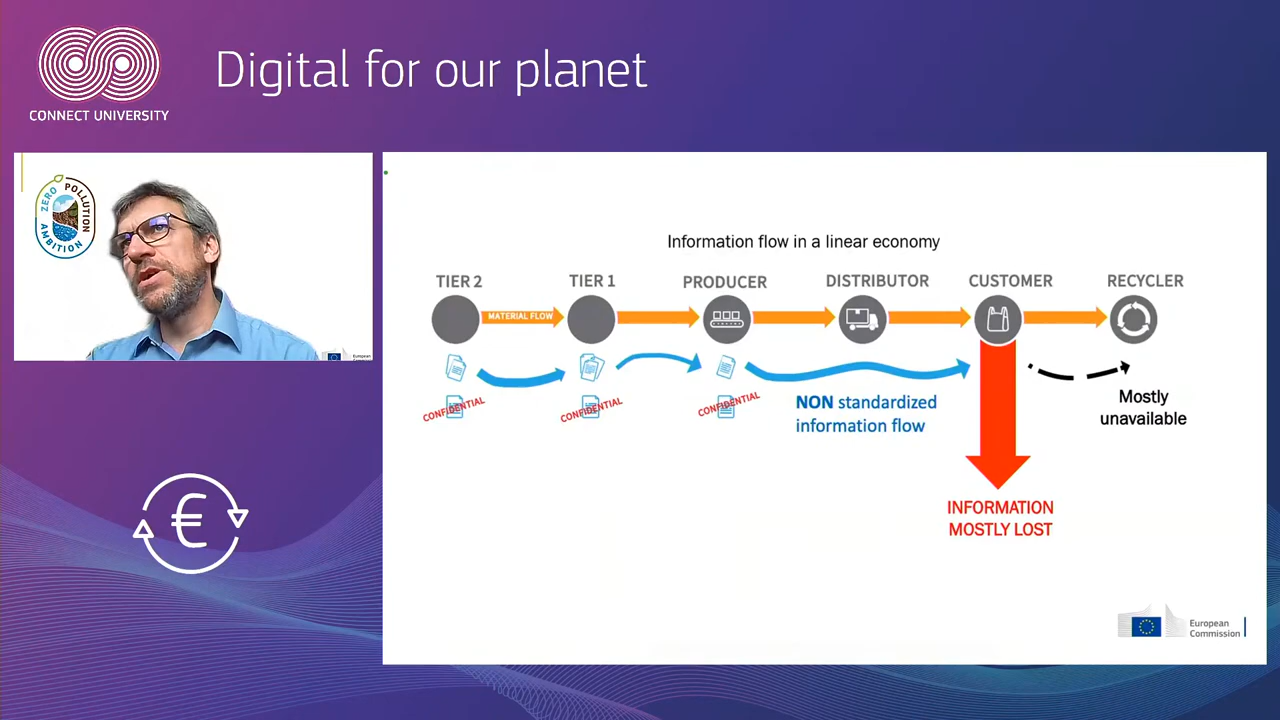 Digital for our planet
CONNECT UNIVERSITY
ZERO POLLUTION AMBITION
European
Commission
Information flow in a linear economy
TIER 2
TIER 1
PRODUCER
DISTRIBUTOR
CUSTOMER
RECYCLER
MATERIAL FLOW
CONFIDENTIAL
CONFIDENTIAL
CONFIDENTIAL
NON standardized
information flow
Mostly
unavailable
INFORMATION
MOSTLY LOST
€
European
Commission